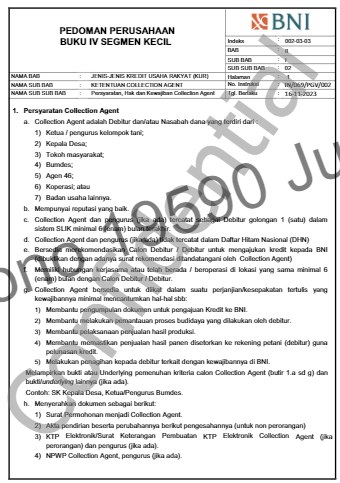 PEDOMAN PERUSAHAAN
BUKU IV SEGMEN KECIL
BNI
Indeks : 002-03-03
BAB : II
SUB BAB : I
SUB SUB BAB : 02
NAMA BAB : JENIS-JENIS KREDIT USAHA RAKYAT (KUR)
Halaman : 1
NAMA SUB BAB : KETENTUAN COLLECTION AGENT
No. Instruksi : IN/069/PGV/002
NAMA SUB SUB BAB : Persyaratan, Hak dan Kewajiban Collection Agent
Tgl. Berlaku : 16-11-2023
1. Persyaratan Collection Agent
a. Collection Agent adalah Debitur dan/atau Nasabah dana yang terdiri dari :
1) Ketua / pengurus kelompok tani;
2) Kepala Desa;
3) Tokoh masyarakat;
4) Bumdes;
5) Agen 46;
6) Koperasi; atau
7) Badan usaha lainnya.
b. Mempunyai reputasi yang baik.
c. Collection Agent dan pengurus (jika ada) tercatat sebagai Debitur golongan 1 (satu) dalam
sistem SLIK minimal 6 (enam) bulan terakhir.
d. Collection Agent dan pengurus (jika ada) tidak tercatat dalam Daftar Hitam Nasional (DHN)
e. Bersedia merekomendasikan Calon Debitur / Debitur untuk mengajukan kredit kepada BNI
(dibuktikan dengan adanya surat rekomendasi ditandatangani oleh Collection Agent)
f. Memiliki hubungan kerjasama atau telah berada / beroperasi di lokasi yang sama minimal 6
(enam) bulan dengan Calon Debitur / Debitur.
g. Collection Agent bersedia untuk diikat dalam suatu perjanjian/kesepakatan tertulis yang
kewajibannya minimal mencantumkan hal-hal sbb:
1) Membantu pengumpulan dokumen untuk pengajuan Kredit ke BNI.
2) Membantu melakukan pemantauan proses budidaya yang dilakukan oleh debitur.
3) Membantu pelaksanaan penjualan hasil produksi.
4) Membantu memastikan penjualan hasil panen disetorkan ke rekening petani (debitur) guna
pelunasan kredit.
5) Melakukan penagihan kepada debitur terkait dengan kewajibannya di BNI.
Melampirkan bukti atau Underlying pemenuhan kriteria calon Collection Agent (butir 1.a sd g) dan
bukti/underlying lainnya (jika ada).
Contoh: SK Kepala Desa, Ketua/Pengurus Bumdes.
h. Menyerahkan dokumen sebagai berikut:
1) Surat Permohonan menjadi Collection Agent.
2) Akta pendirian beserta perubahannya berikut pengesahannya (untuk non perorangan)
3) KTP Elektronik/Surat Keterangan Pembuatan KTP Elektronik Collection Agent (jika
perorangan) dan pengurus (jika ada).
4) NPWP Collection Agent, pengurus (jika ada).
Confidential
79590 Ju